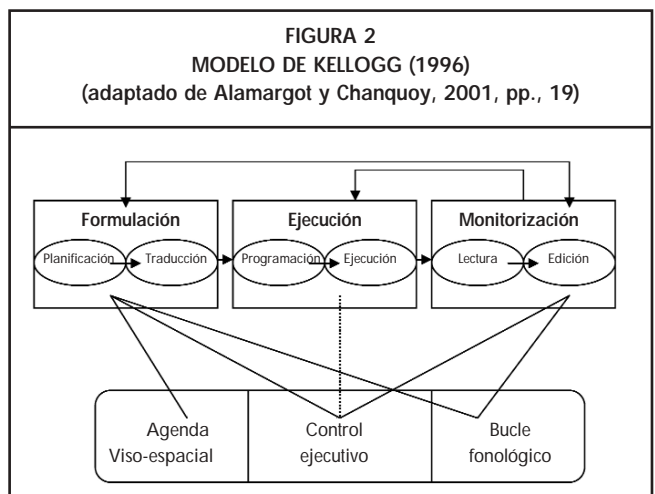 FIGURA 2
MODELO DE KELLOGG (1996)
(adaptado de Alamargot y Chanquoy, 2001, pp., 19)
Formulación
Planificación Traducción
Ejecución
Programación Ejecución
Monitorización
Lectura Edición
Agenda
Viso-espacial
Control
ejecutivo
Bucle
fonológico